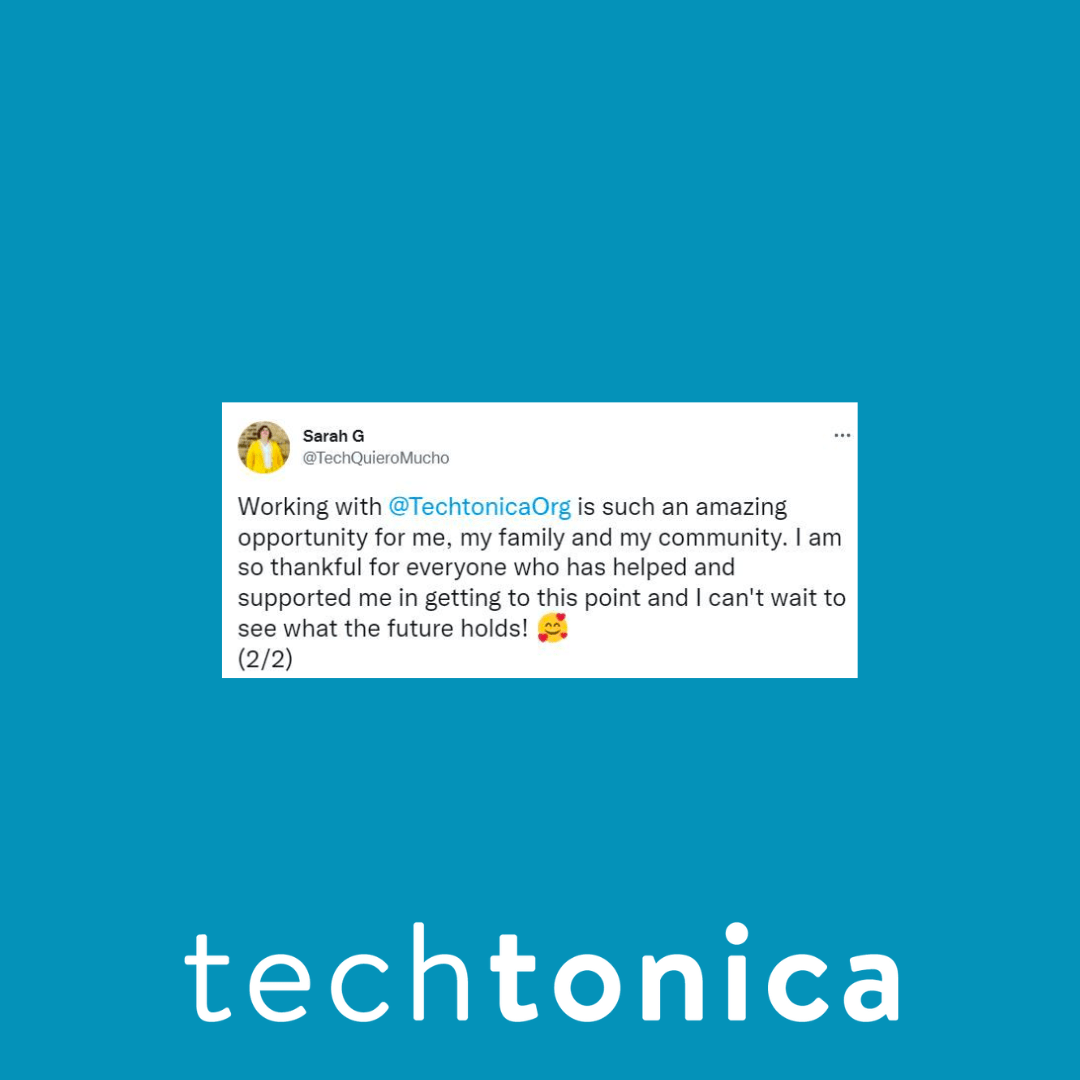 Sarah G
@TechQuieroMucho
Working with @TechtonicaOrg is such an amazing
opportunity for me, my family and my community. I am
so thankful for everyone who has helped and
supported me in getting to this point and I can't wait to
see what the future holds! 🥰
(2/2)
techtonica